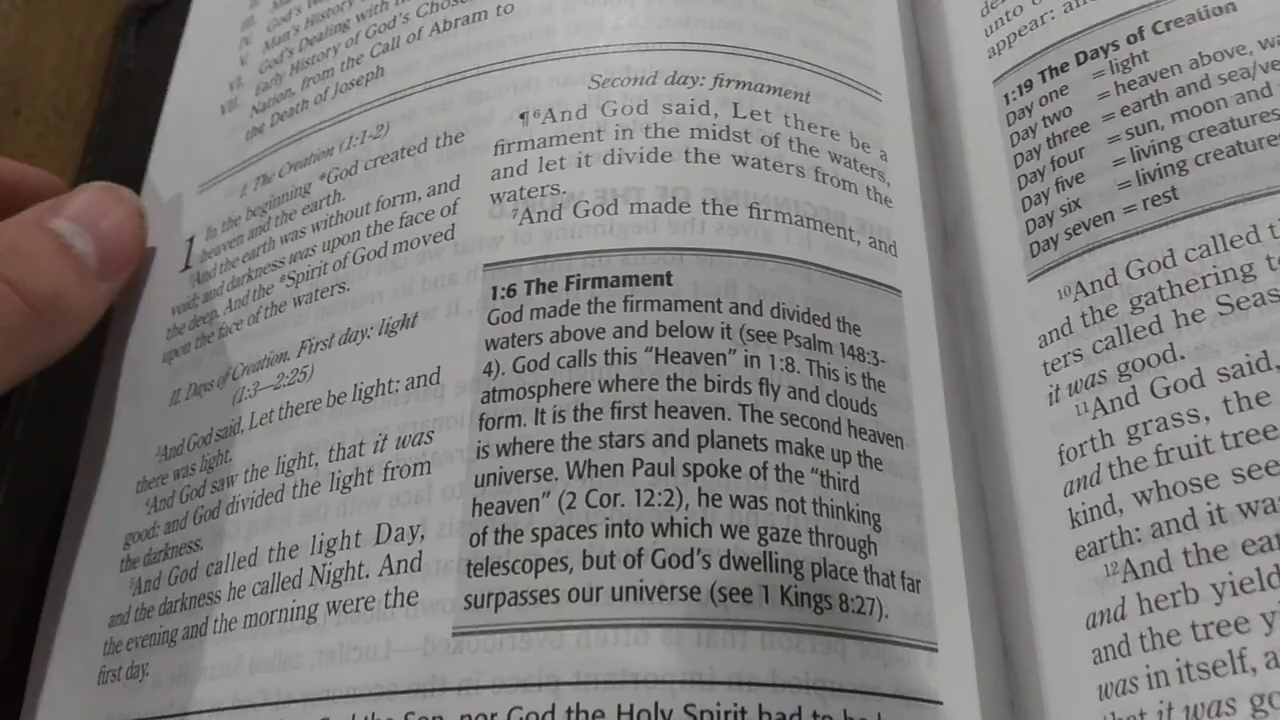 God's
Man's History
God's Dealing with
Early History of God's
Nation, from the Call of Abram to
the Death of Joseph
I. The Creation (1:1-2)
1 In the beginning *God created the
heaven and the earth.
²And the earth was without form, and
void; and darkness was upon the face of
the deep. And the *Spirit of God moved
upon the face of the waters.
II. Days of Creation. First day: light
(1:3—2:25)
³And God said, Let there be light: and
there was light.
⁴And God saw the light, that it was
good: and God divided the light from
the darkness.
⁵And God called the light Day,
and the darkness he called Night. And
the evening and the morning were the
first day.
Second day: firmament
¶⁶And God said, Let there be a
firmament in the midst of the waters,
and let it divide the waters from the
waters.
⁷And God made the firmament, and
1:6 The Firmament
God made the firmament and divided the
waters above and below it (see Psalm 148:3-
4). God calls this “Heaven” in 1:8. This is the
atmosphere where the birds fly and clouds
form. It is the first heaven. The second heaven
is where the stars and planets make up the
universe. When Paul spoke of the “third
heaven” (2 Cor. 12:2), he was not thinking
of the spaces into which we gaze through
telescopes, but of God's dwelling place that far
surpasses our universe (see 1 Kings 8:27).
Son, nor God the Holy Spirit had to
unto
appear:
1:19 The Days of Creation
Day one = light
Day two = heaven above,
Day three = earth and
Day four = sun, moon and
Day five = living creatures
Day six = living
Day seven = rest
¹⁰And God called
and the gathering
ters called he Seas
it was good.
¹¹And God said,
forth grass, the
and the fruit tree
kind, whose
earth: and it
¹²And the
and herb
and the tree
was in itself,
it was